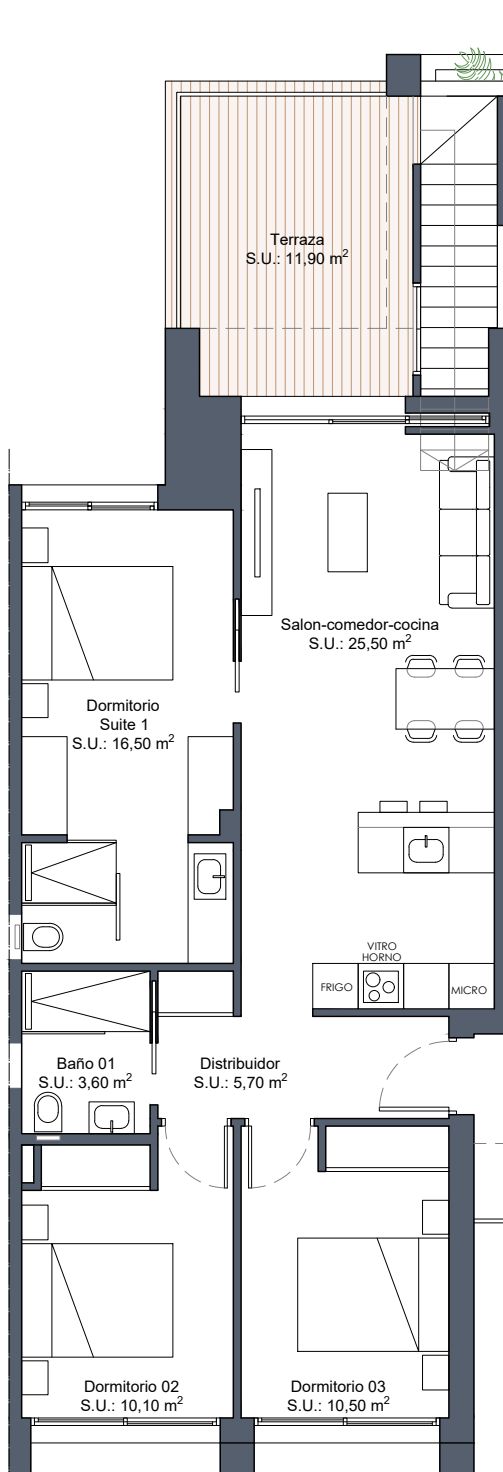 Terraza
S.U.: 11,90 m²
Salon-comedor-cocina
S.U.: 25,50 m²
Dormitorio
Suite 1
S.U.: 16,50 m²
VITRO
HORNO
FRIGO
MICRO
Baño 01
S.U.: 3,60 m²
Distribuidor
S.U.: 5,70 m²
Dormitorio 02
S.U.: 10,10 m²
Dormitorio 03
S.U.: 10,50 m²